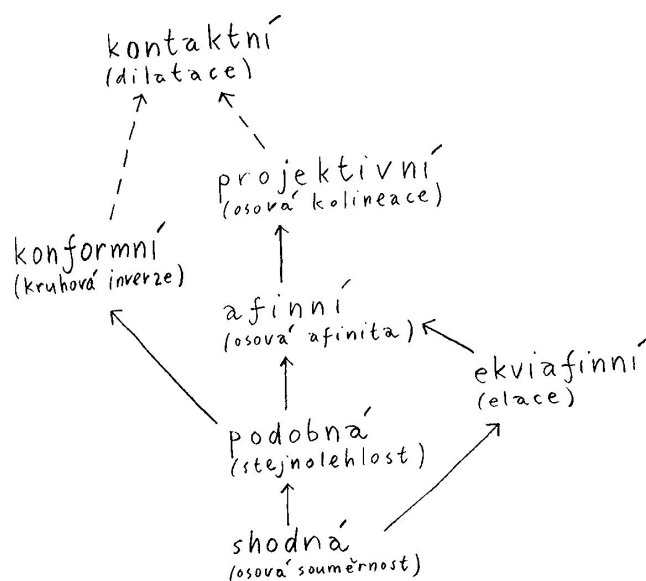 kontaktní
(dilatace)
projektivní
(osová kolineace)
konformní
(kruhová inverze)
afinní
(osová afinita)
ekviafinní
(elace)
podobná
(stejnolehlost)
shodná
(osová souměrnost)